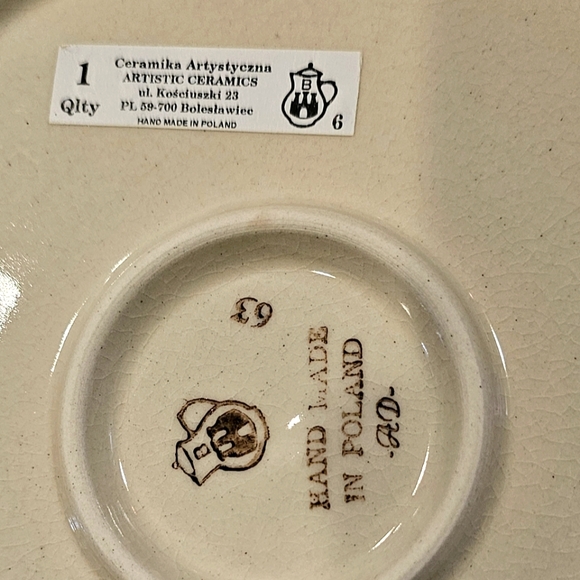 1
Qlty
Ceramika Artystyczna
ARTISTIC CERAMICS
ul. Kościuszki 23
PL 59-700 Bolesławiec
HAND MADE IN POLAND
B
6
63
B
HAND MADE
IN POLAND
-AD-